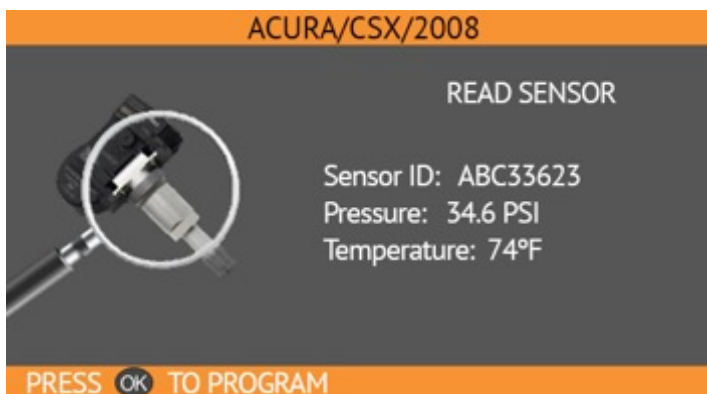 ACURA/CSX/2008
READ SENSOR
Sensor ID: ABC33623
Pressure: 34.6 PSI
Temperature: 74°F
PRESS OK TO PROGRAM